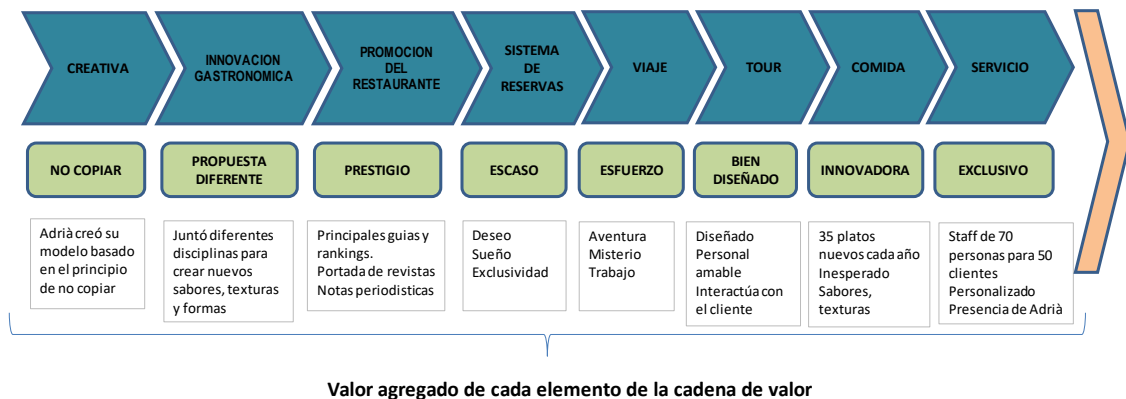 CREATIVA
INNOVACION
GASTRONOMICA
PROMOCION
DEL
RESTAURANTE
SISTEMA
DE
RESERVAS
VIAJE
TOUR
COMIDA
SERVICIO
NO COPIAR
PROPUESTA
DIFERENTE
PRESTIGIO
ESCASO
ESFUERZO
BIEN
DISEÑADO
INNOVADORA
EXCLUSIVO
Adrià creó su
modelo basado
en el principio
de no copiar
Juntó diferentes
disciplinas para
crear nuevos
sabores, texturas
y formas
Principales guias y
rankings.
Portada de revistas
Notas periodisticas
Deseo
Sueño
Exclusividad
Aventura
Misterio
Trabajo
Diseñado
Personal
amable
Interactúa con
el cliente
35 platos
nuevos cada año
Inesperado
Sabores,
texturas
Staff de 70
personas para 50
clientes
Personalizado
Presencia de Adrià
Valor agregado de cada elemento de la cadena de valor